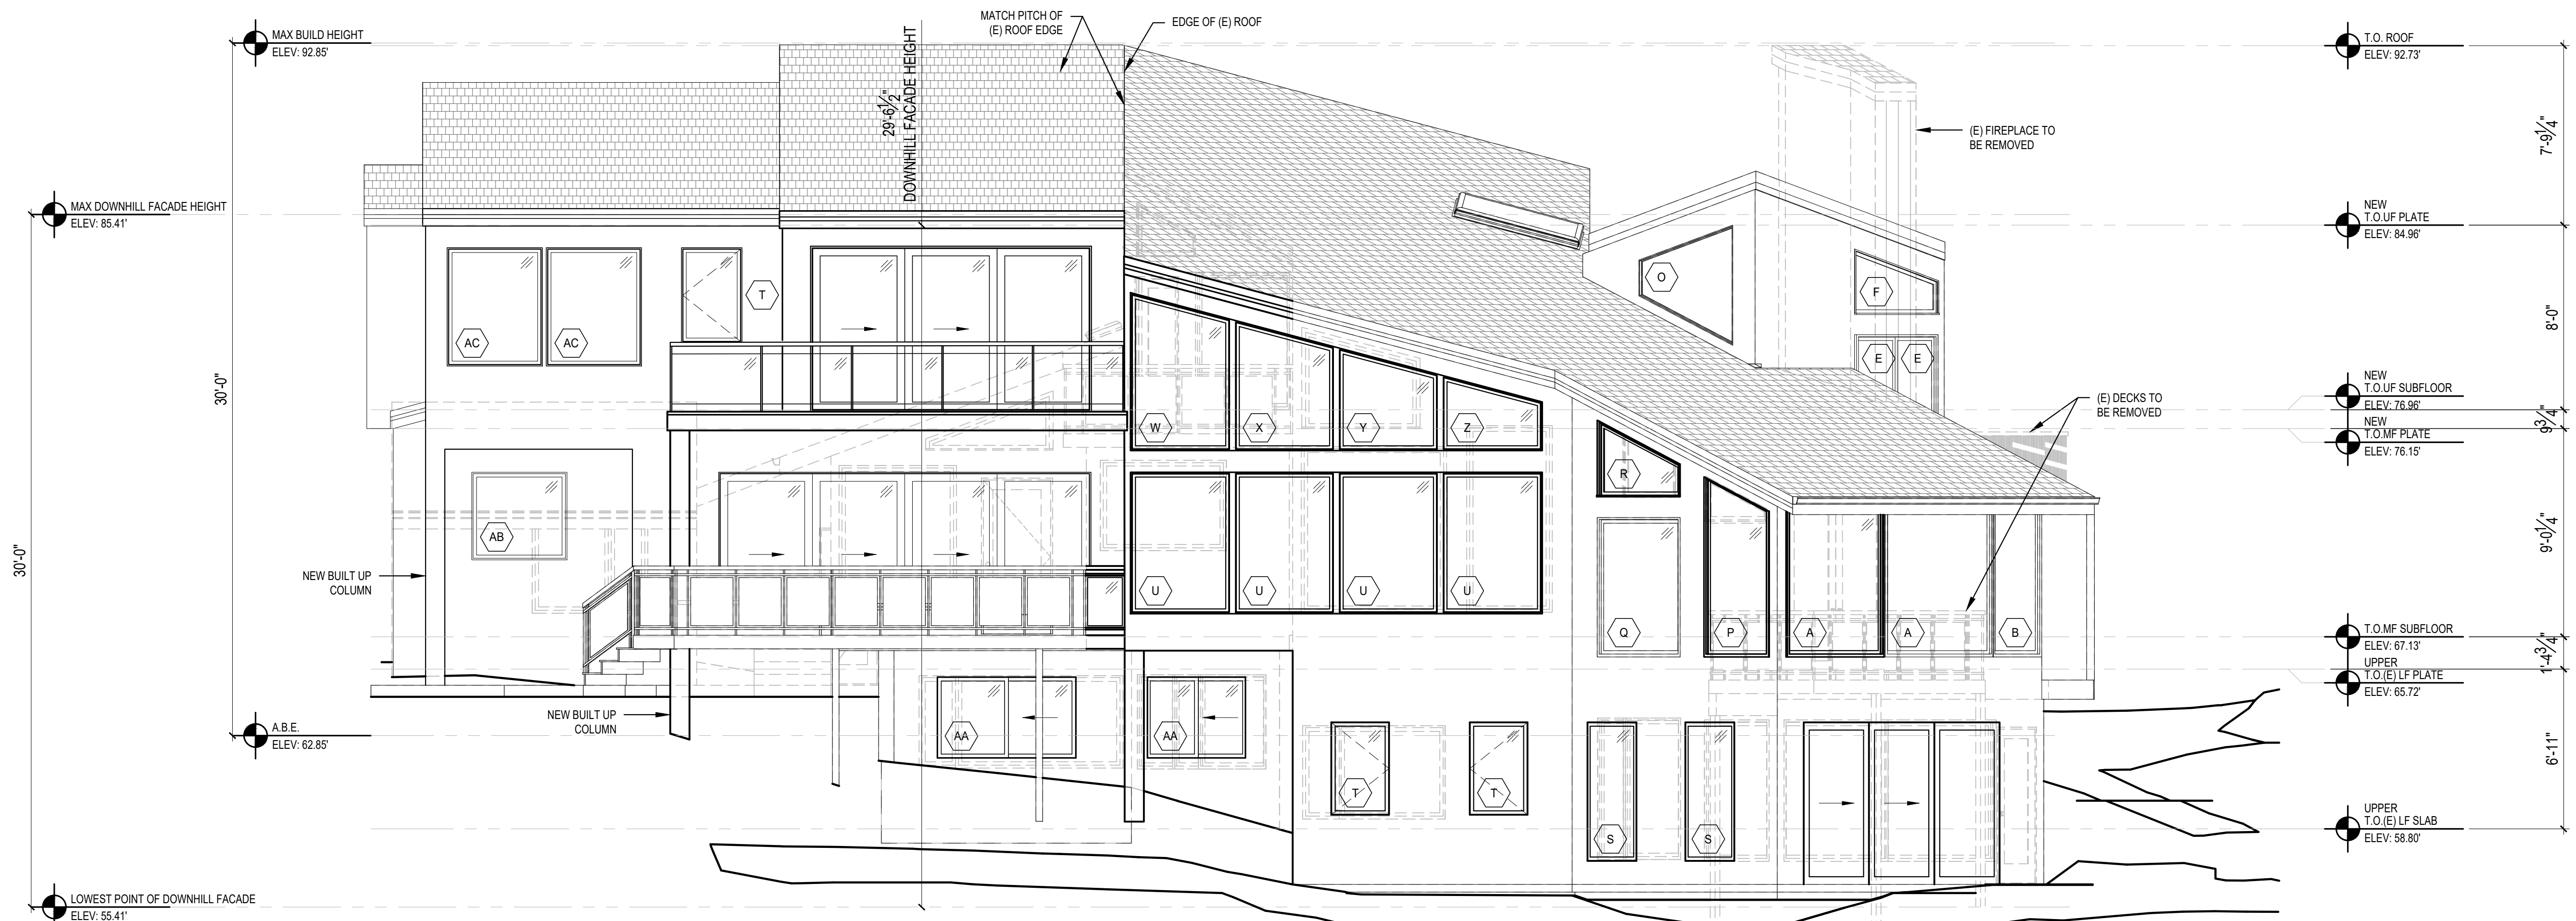 MATCH PITCH OF
(E) ROOF EDGE
EDGE OF (E) ROOF
MAX BUILD HEIGHT
ELEV: 92.85'
T.O. ROOF
ELEV: 92.73'
29'-6 1/2"
DOWNHILL FACADE HEIGHT
(E) FIREPLACE TO
BE REMOVED
7'-9 1/4"
MAX DOWNHILL FACADE HEIGHT
ELEV: 85.41'
NEW
T.O.UF PLATE
ELEV: 84.96'
O
F
T
AC
AC
E
E
8'-0"
30'-0"
NEW
T.O.UF SUBFLOOR
ELEV: 76.96'
9 3/4"
NEW
T.O.MF PLATE
ELEV: 76.15'
(E) DECKS TO
BE REMOVED
W
X
Y
Z
R
AB
9'-0 1/4"
30'-0"
NEW BUILT UP
COLUMN
U
U
U
U
Q
P
A
A
B
T.O.MF SUBFLOOR
ELEV: 67.13'
1'-4 3/4"
UPPER
T.O.(E) LF PLATE
ELEV: 65.72'
NEW BUILT UP
COLUMN
A.B.E.
ELEV: 62.85'
AA
AA
6'-11"
T
T
S
S
UPPER
T.O.(E) LF SLAB
ELEV: 58.80'
LOWEST POINT OF DOWNHILL FACADE
ELEV: 55.41'